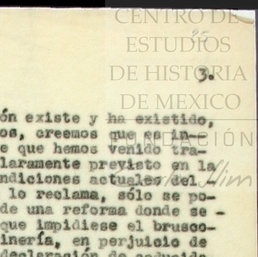 CENTRO DE
ESTUDIOS
DE HISTORIA
3.
DE MEXICO
ón existe y ha existido,
os, creemos que es in-
e que hemos venido tra-
laramente previsto en la
ndiciones actuales del
lo reclama, sólo se po-
de una reforma donde se -
que impidiese el brusco-
inería, en perjuicio de